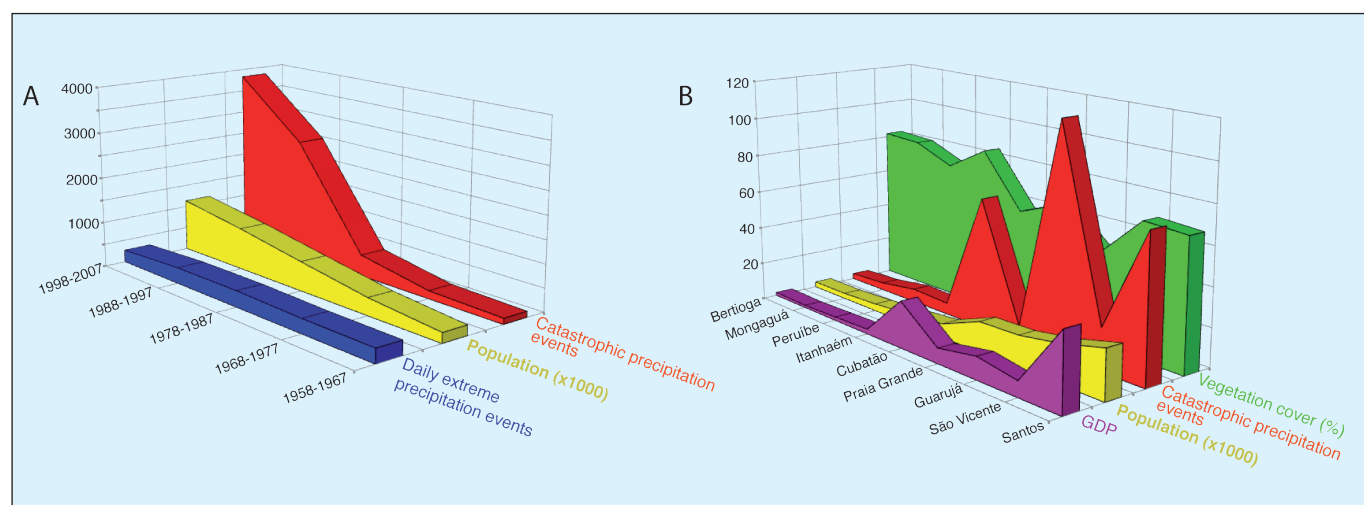 A
4000
3000
2000
1000
1998-2007
1988-1997
1978-1987
1968-1977
1958-1967
Catastrophic precipitation
events
Population (x1000)
Daily extreme
precipitation events
B
120
100
80
60
40
20
Bertioga
Mongaguá
Peruíbe
Itanhaém
Cubatão
Praia Grande
Guarujá
São Vicente
Santos
Vegetation cover (%)
Catastrophic precipitation
events
Population (x1000)
GDP